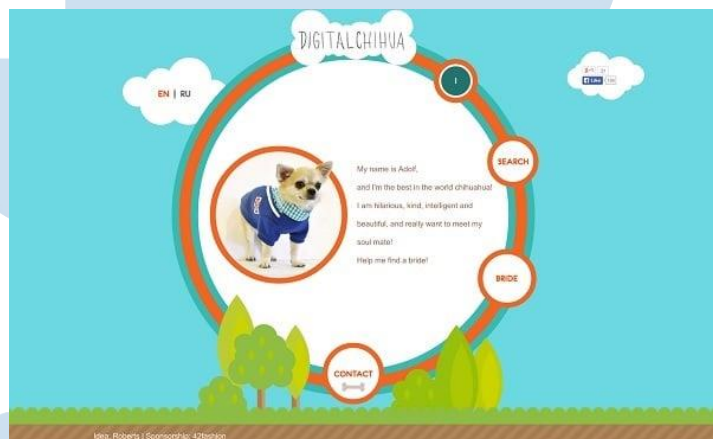 DIGITALCHIHUA
EN | RU
I
Like
SEARCH
My name is Adolf,
and I'm the best in the world chihuahua!
I am hilarious, kind, intelligent and
beautiful, and really want to meet my
soul mate!
Help me find a bride!
BRIDE
CONTACT
Idea: Roberts | Sponsorship: 42fashion